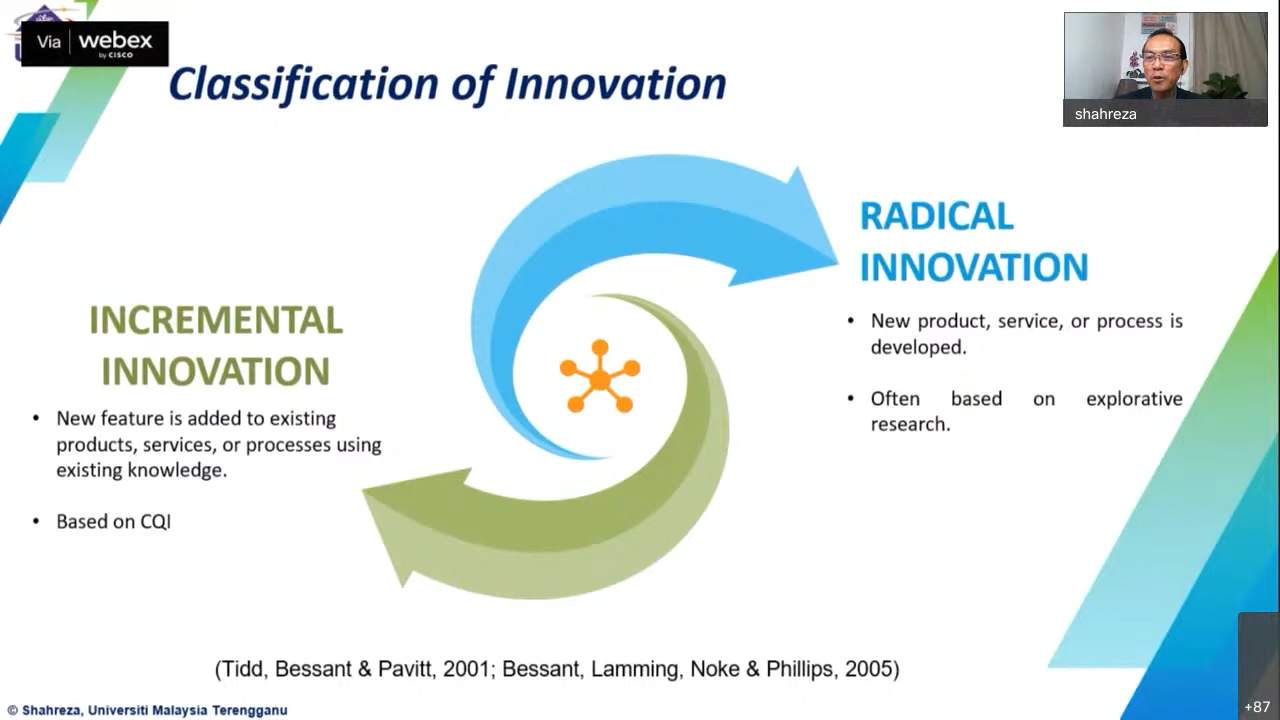 Via webex
by CISCO
Classification of Innovation
shahreza
RADICAL
INNOVATION
• New product, service, or process is
developed.
• Often based on explorative
research.
INCREMENTAL
INNOVATION
• New feature is added to existing
products, services, or processes using
existing knowledge.
• Based on CQI
(Tidd, Bessant & Pavitt, 2001; Bessant, Lamming, Noke & Phillips, 2005)
© Shahreza, Universiti Malaysia Terengganu
+87